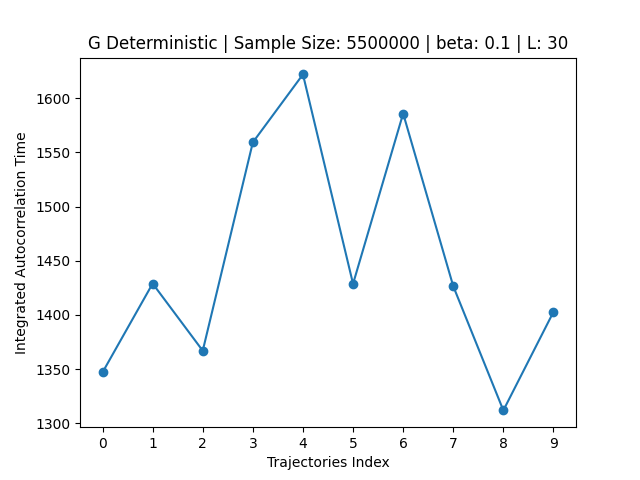 G Deterministic | Sample Size: 5500000 | beta: 0.1 | L: 30
Integrated Autocorrelation Time
1600
1550
1500
1450
1400
1350
1300
0 1 2 3 4 5 6 7 8 9
Trajectories Index